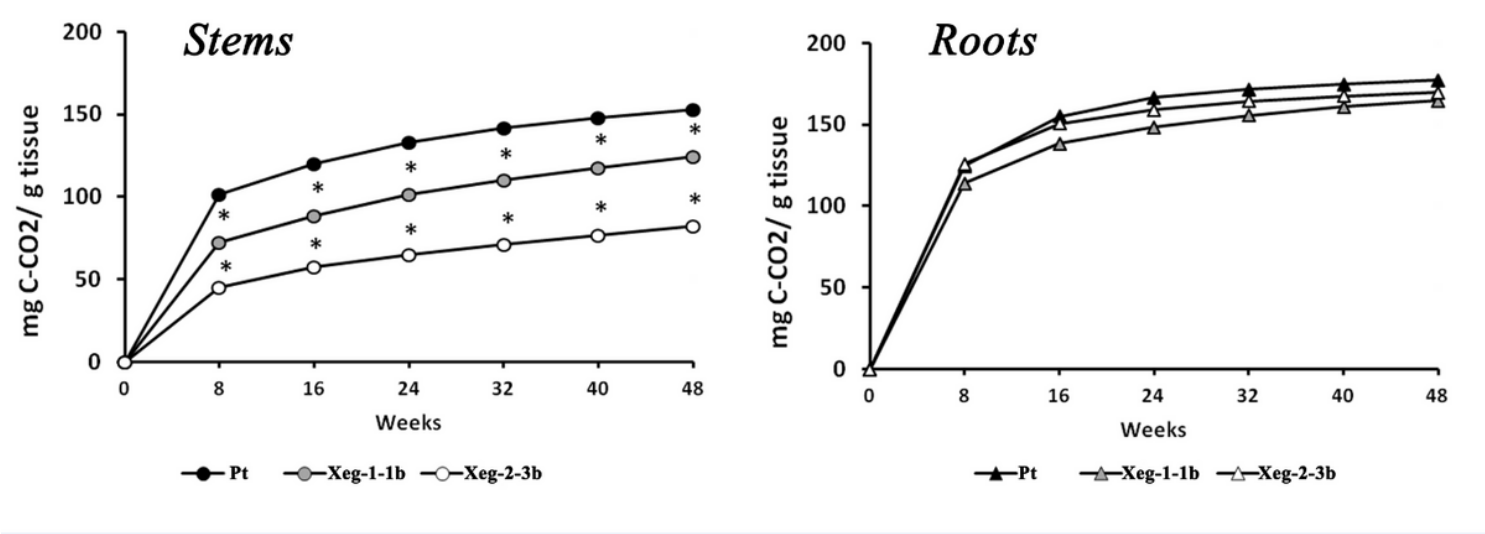 Stems
mg C-CO2/ g tissue
200
150
100
50
0
* * * * * *
* * * * * *
0 8 16 24 32 40 48
Weeks
Pt Xeg-1-1b Xeg-2-3b
Roots
mg C-CO2/ g tissue
200
150
100
50
0
0 8 16 24 32 40 48
Weeks
Pt Xeg-1-1b Xeg-2-3b